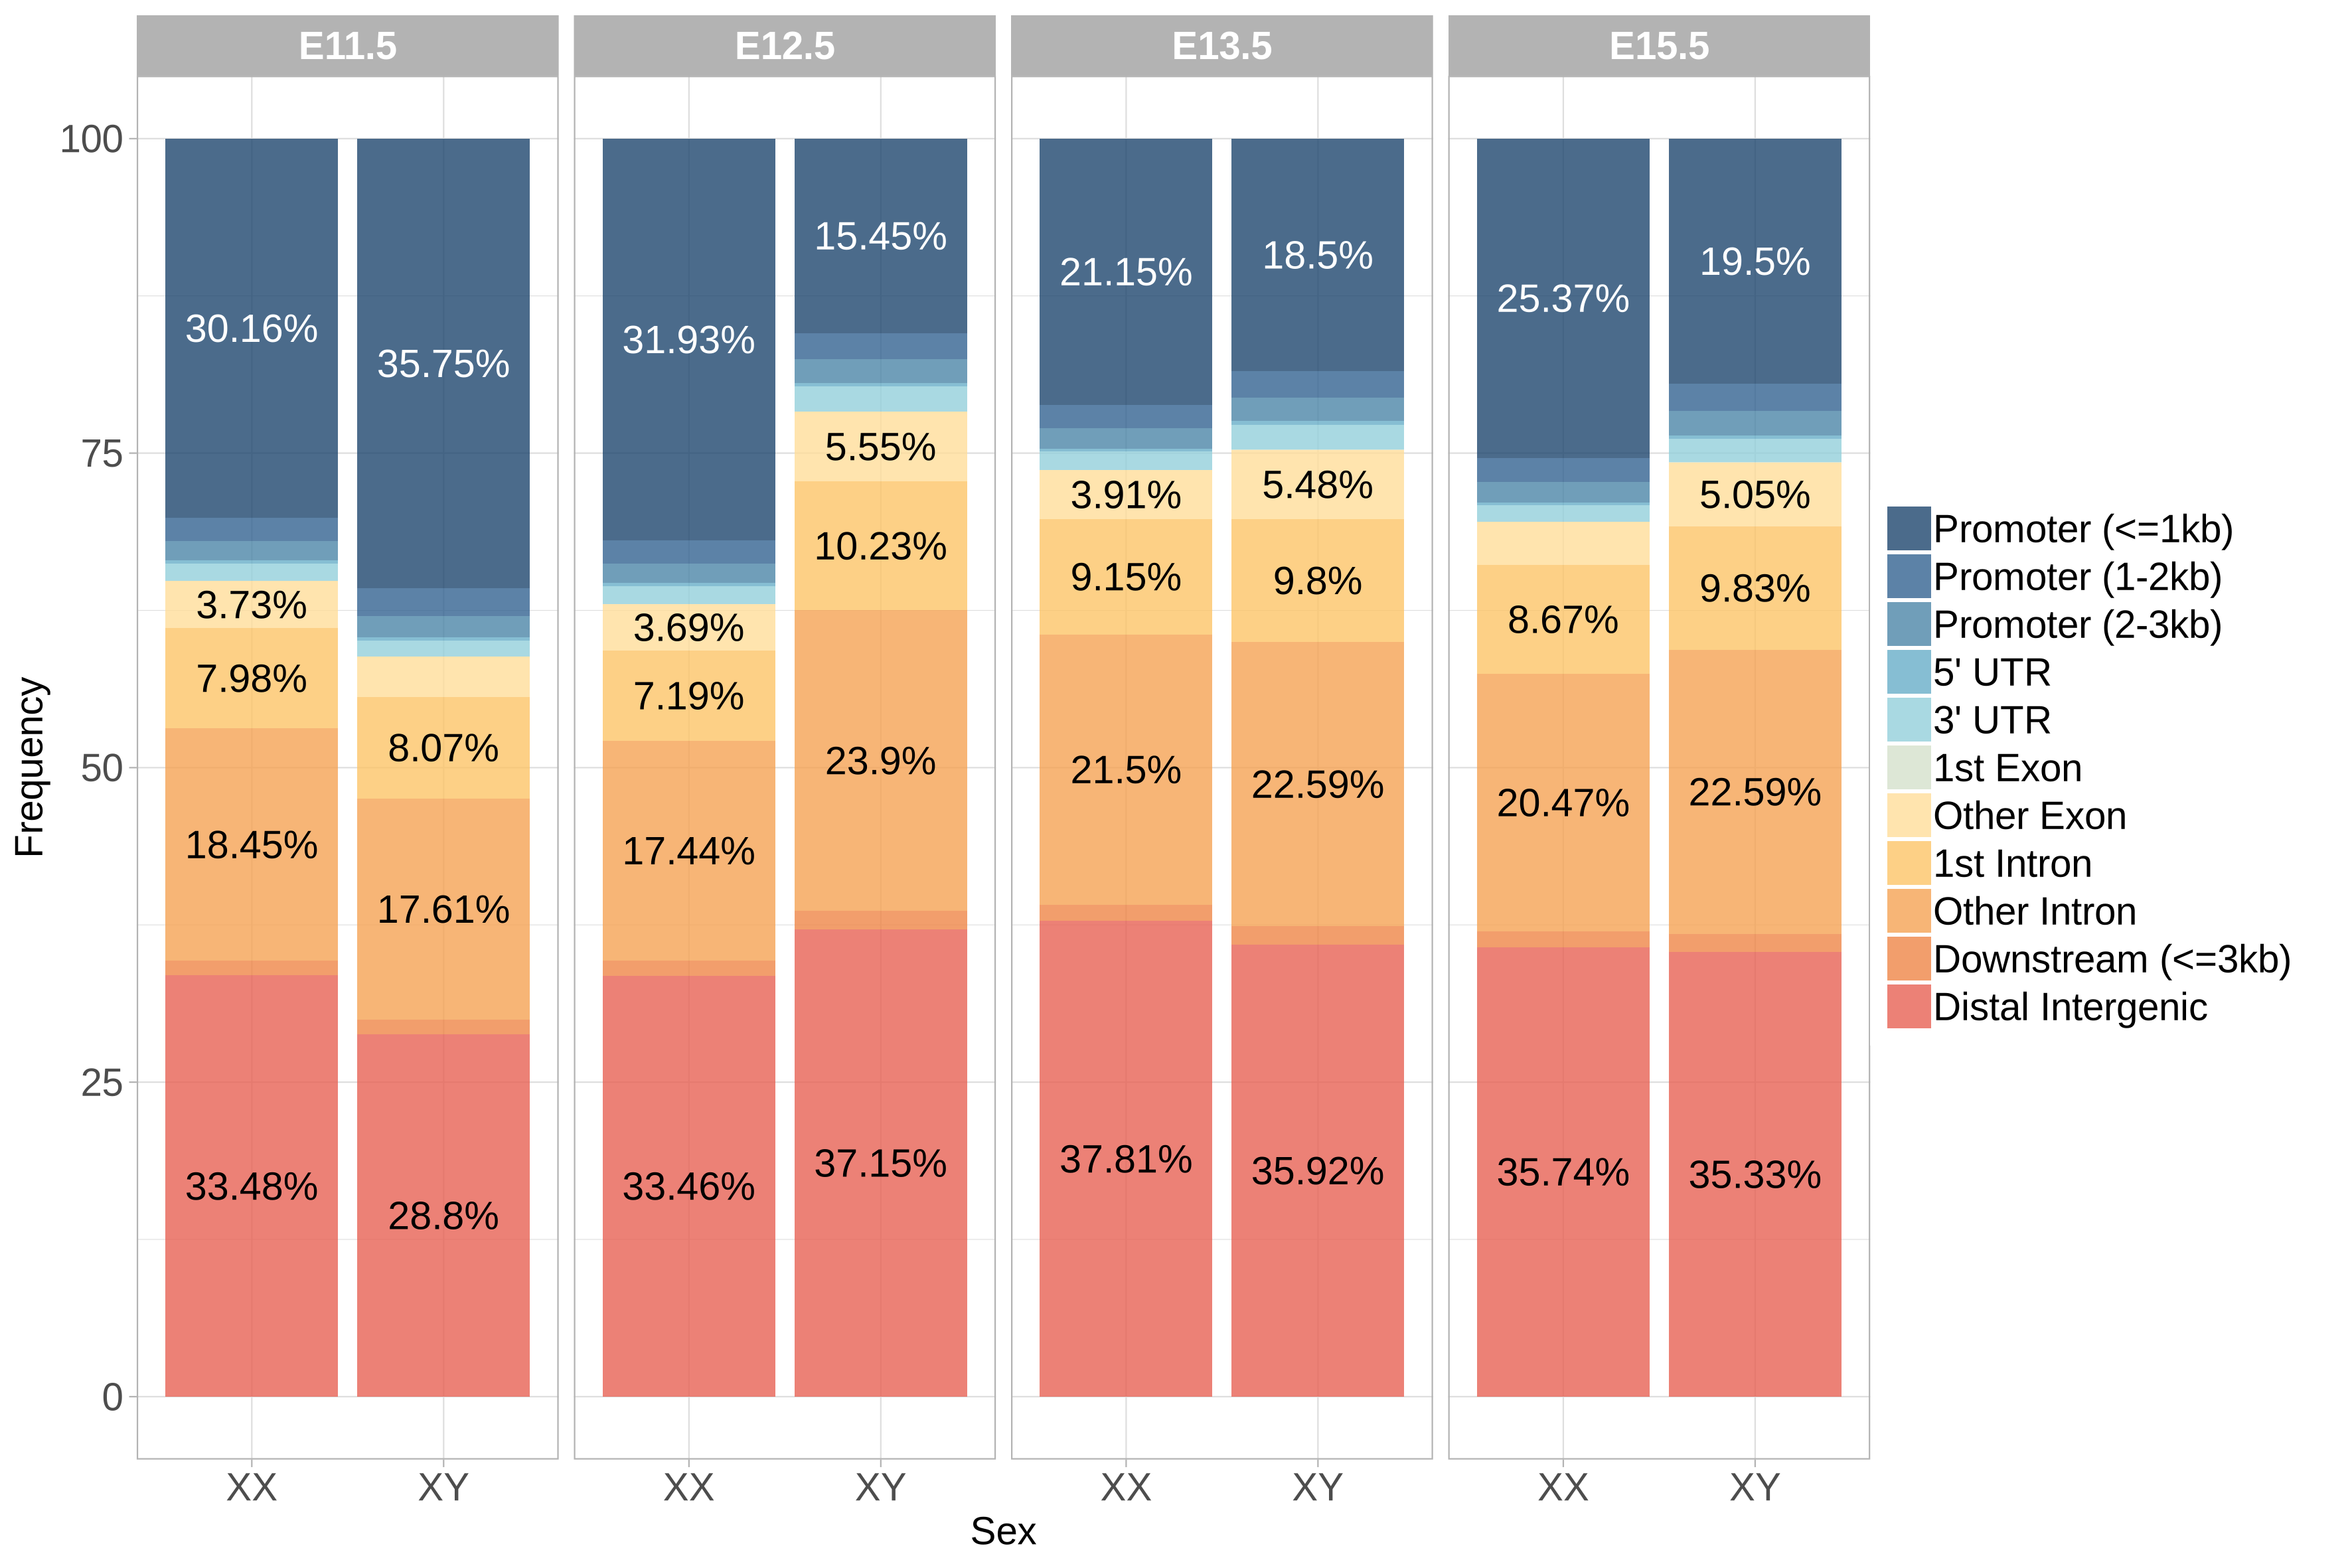 E11.5 E12.5 E13.5 E15.5
Frequency
100
75
50
25
0
30.16%
3.73%
7.98%
18.45%
33.48%
35.75%
8.07%
17.61%
28.8%
31.93%
3.69%
7.19%
17.44%
33.46%
15.45%
5.55%
10.23%
23.9%
37.15%
21.15%
3.91%
9.15%
21.5%
37.81%
18.5%
5.48%
9.8%
22.59%
35.92%
25.37%
8.67%
20.47%
35.74%
19.5%
5.05%
9.83%
22.59%
35.33%
XX XY XX XY XX XY XX XY
Sex
Promoter (<=1kb)
Promoter (1-2kb)
Promoter (2-3kb)
5' UTR
3' UTR
1st Exon
Other Exon
1st Intron
Other Intron
Downstream (<=3kb)
Distal Intergenic